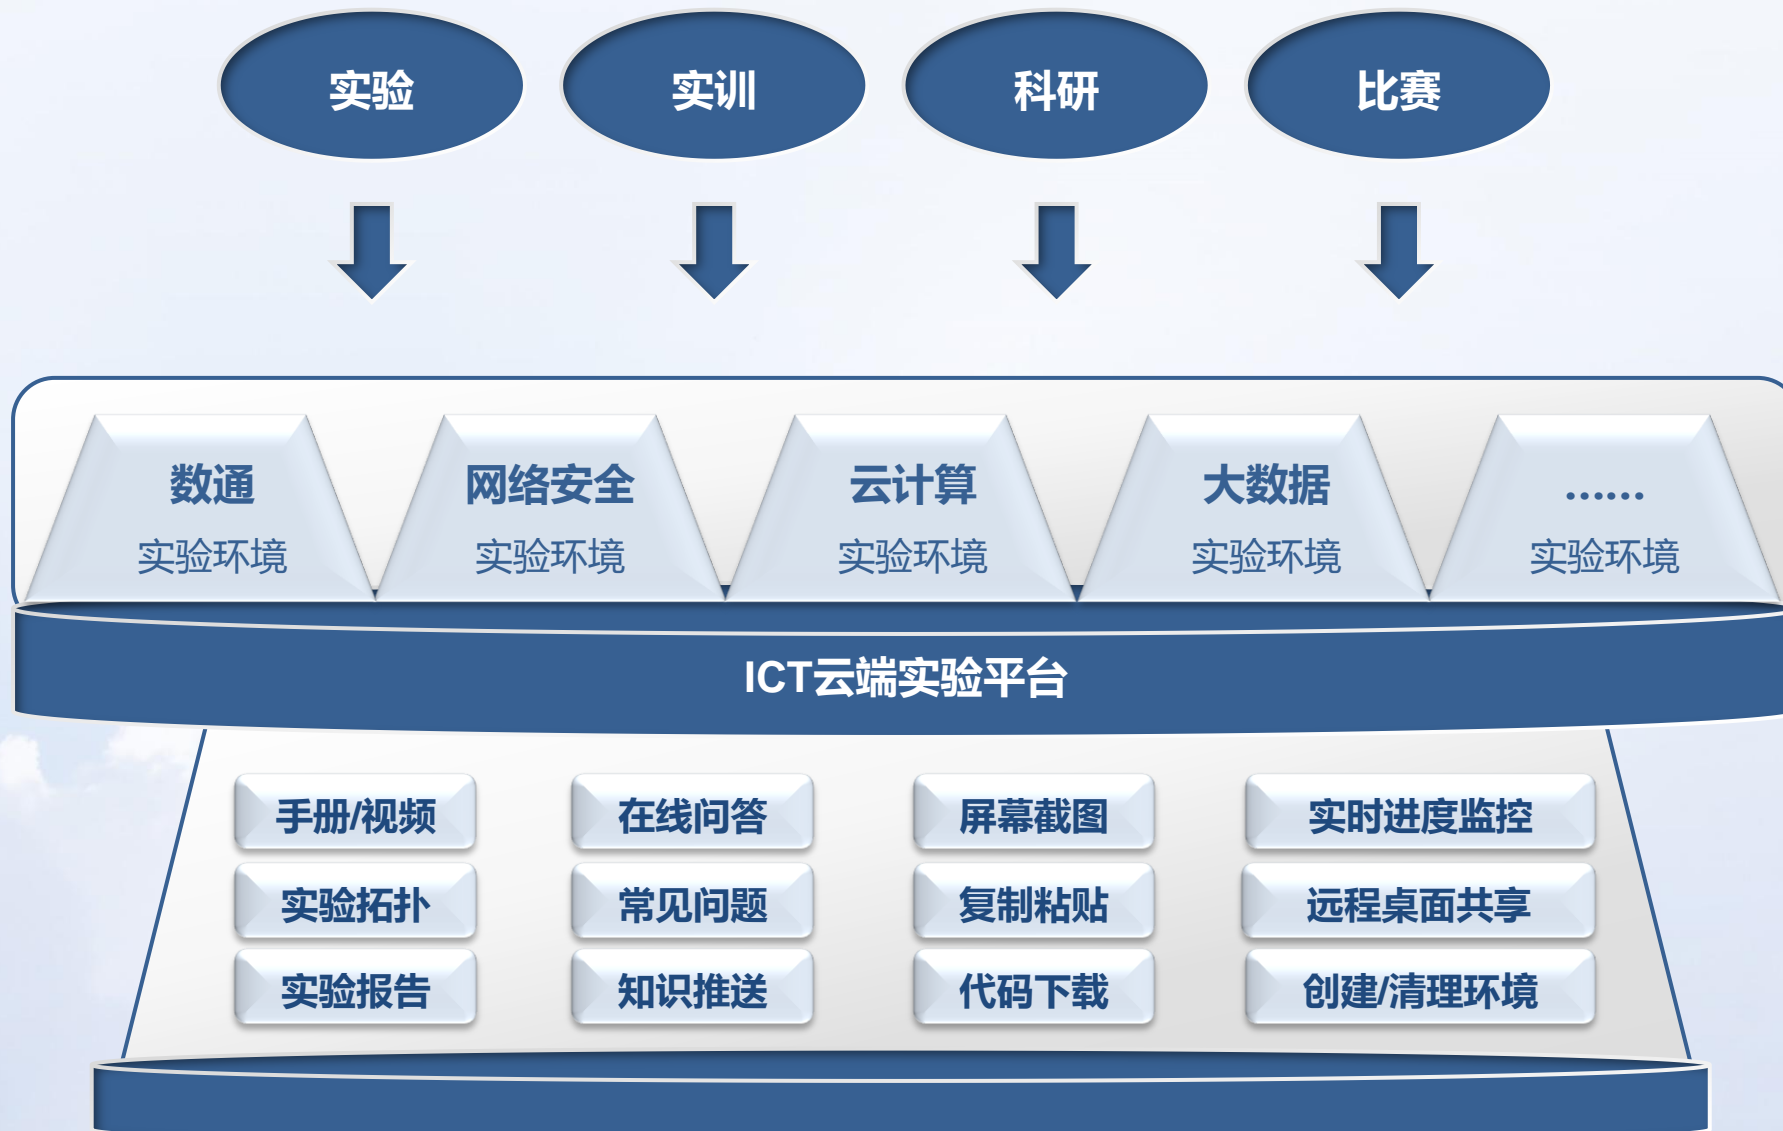 实验
实训
科研
比赛
数通
实验环境
网络安全
实验环境
云计算
实验环境
大数据
实验环境
……
实验环境
ICT云端实验平台
手册/视频
在线问答
屏幕截图
实时进度监控
实验拓扑
常见问题
复制粘贴
远程桌面共享
实验报告
知识推送
代码下载
创建/清理环境